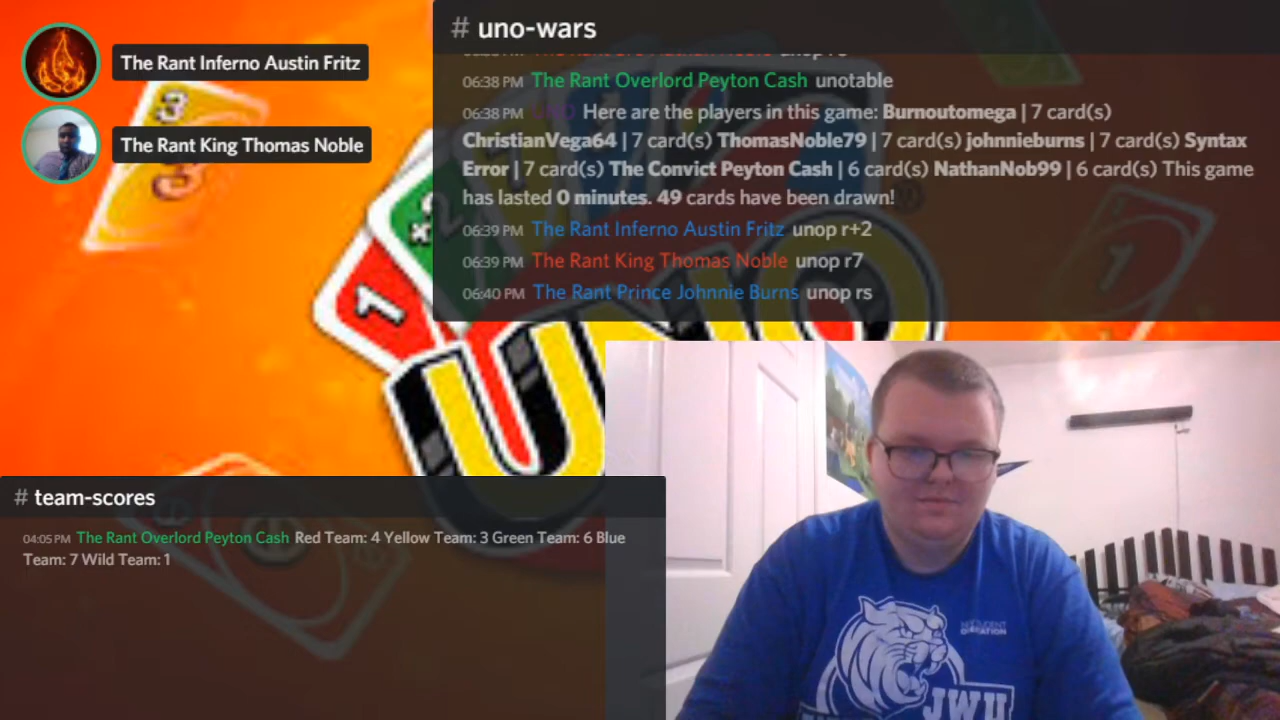 The Rant Inferno Austin Fritz
The Rant King Thomas Noble
# uno-wars
06:38 PM The Rant Overlord Peyton Cash unotable
06:38 PM UNO Here are the players in this game: Burnoutomega | 7 card(s)
ChristianVega64 | 7 card(s) ThomasNoble79 | 7 card(s) johnnieburns | 7 card(s) Syntax
Error | 7 card(s) The Convict Peyton Cash | 6 card(s) NathanNob99 | 6 card(s) This game
has lasted 0 minutes. 49 cards have been drawn!
06:39 PM The Rant Inferno Austin Fritz unop r+2
06:39 PM The Rant King Thomas Noble unop r7
06:40 PM The Rant Prince Johnnie Burns unop rs
3
3
1
1
UNO
®
# team-scores
04:05 PM The Rant Overlord Peyton Cash Red Team: 4 Yellow Team: 3 Green Team: 6 Blue
Team: 7 Wild Team: 1
JWU